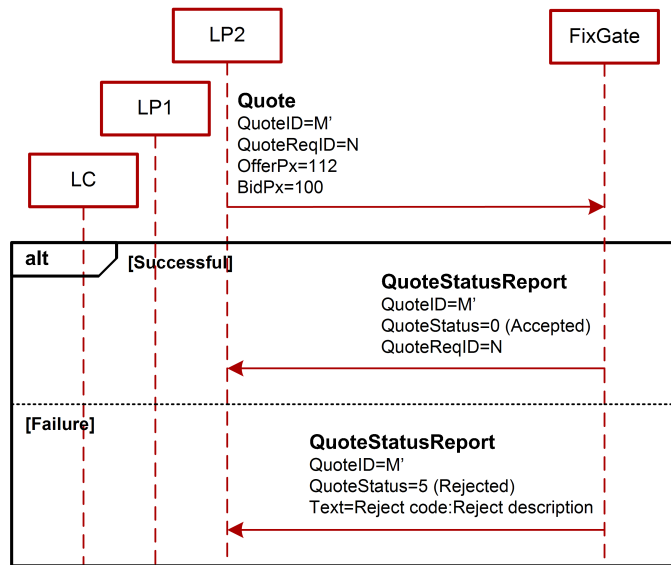 LP2
FixGate
LP1
LC
Quote
QuoteID=M'
QuoteReqID=N
OfferPx=112
BidPx=100
alt
[Successful]
QuoteStatusReport
QuoteID=M'
QuoteStatus=0 (Accepted)
QuoteReqID=N
[Failure]
QuoteStatusReport
QuoteID=M'
QuoteStatus=5 (Rejected)
Text=Reject code:Reject description